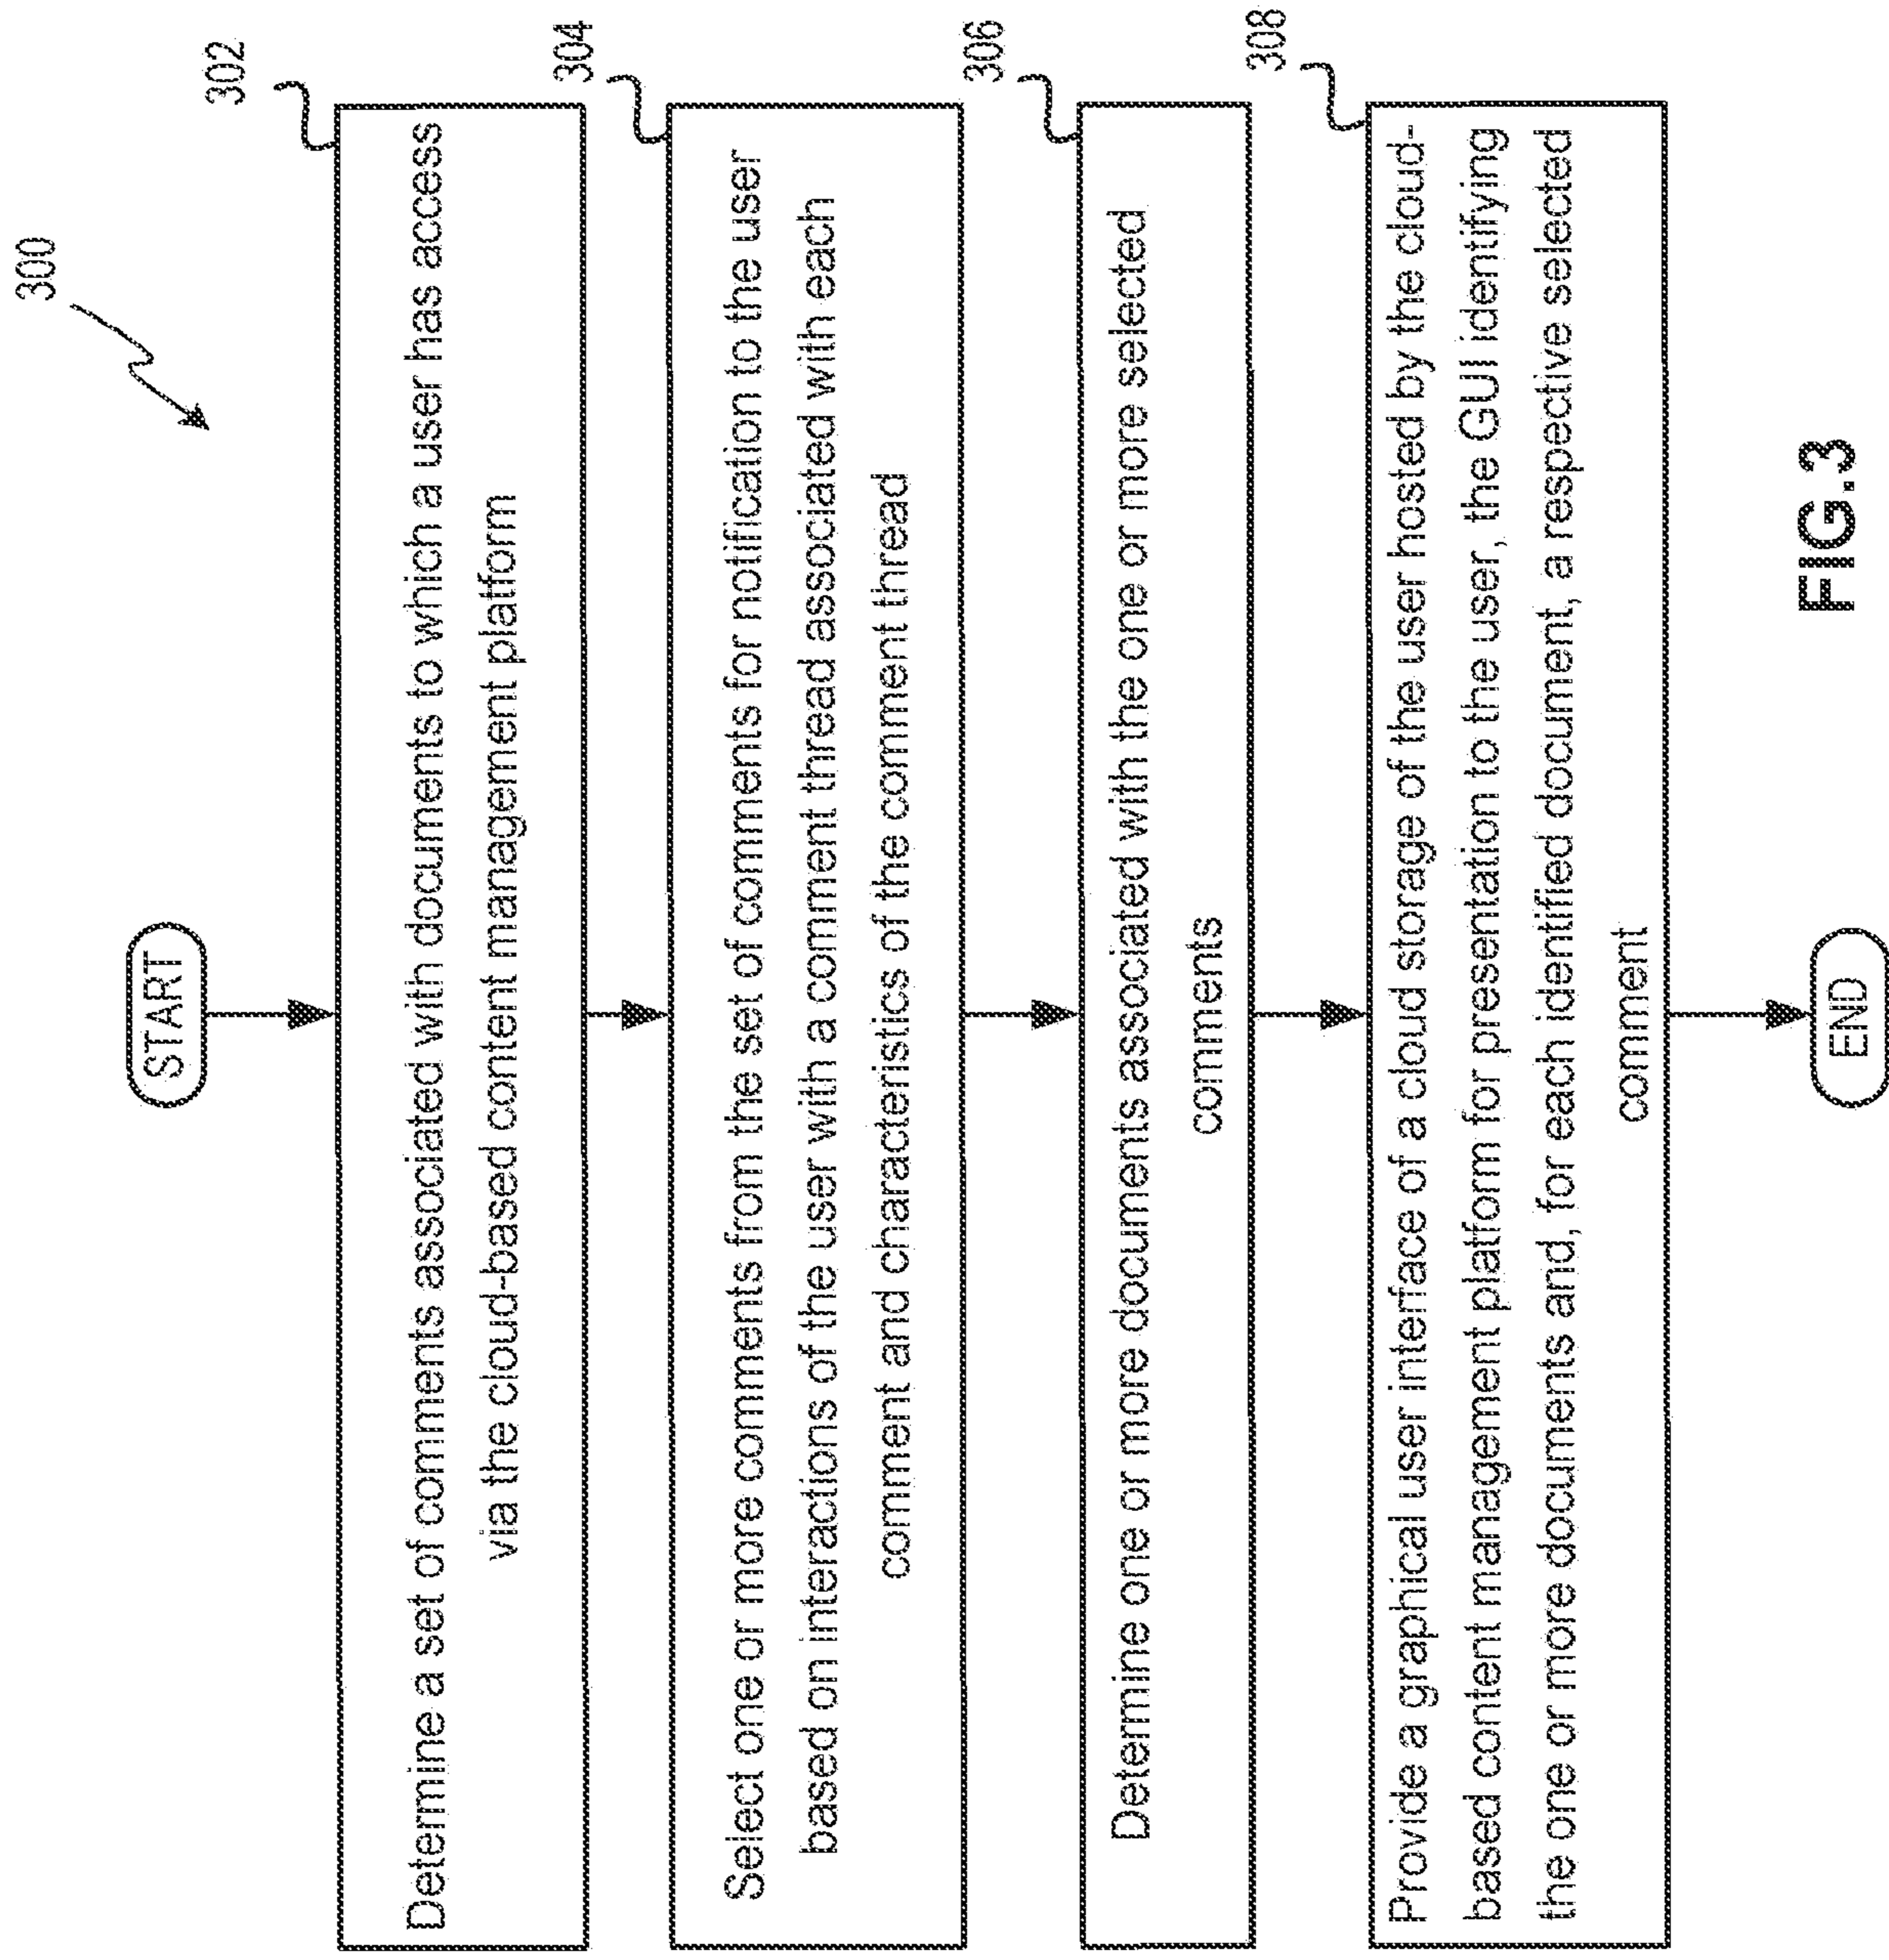 300
START
302
Determine a set of comments associated with documents to which a user has access
via the cloud-based content management platform
304
Select one or more comments from the set of comments for notification to the user
based on interactions of the user with a comment thread associated with each
comment and characteristics of the comment thread
306
Determine one or more documents associated with the one or more selected
comments
308
Provide a graphical user interface of a cloud storage of the user hosted by the cloud-
based content management platform for presentation to the user, the GUI identifying
the one or more documents and, for each identified document, a respective selected
comment
END
FIG.3